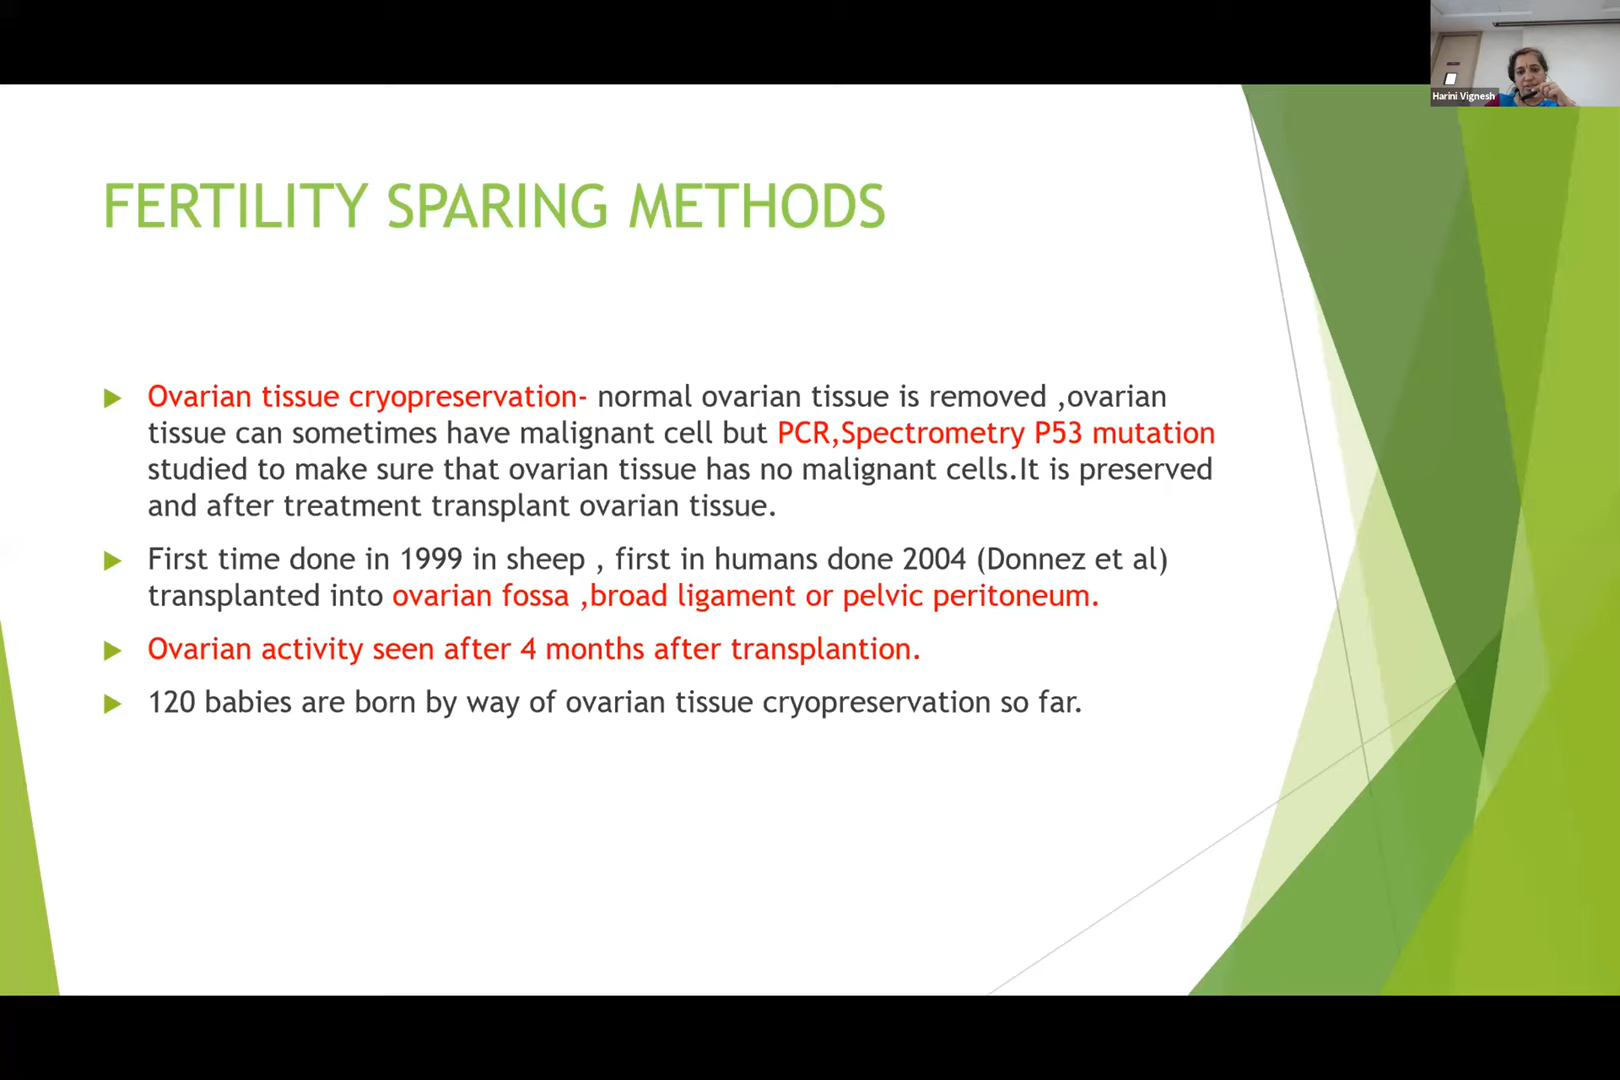 Harini Vignesh
FERTILITY SPARING METHODS
Ovarian tissue cryopreservation- normal ovarian tissue is removed ,ovarian
tissue can sometimes have malignant cell but PCR,Spectrometry P53 mutation
studied to make sure that ovarian tissue has no malignant cells.It is preserved
and after treatment transplant ovarian tissue.
First time done in 1999 in sheep , first in humans done 2004 (Donnez et al)
transplanted into ovarian fossa ,broad ligament or pelvic peritoneum.
Ovarian activity seen after 4 months after transplantion.
120 babies are born by way of ovarian tissue cryopreservation so far.